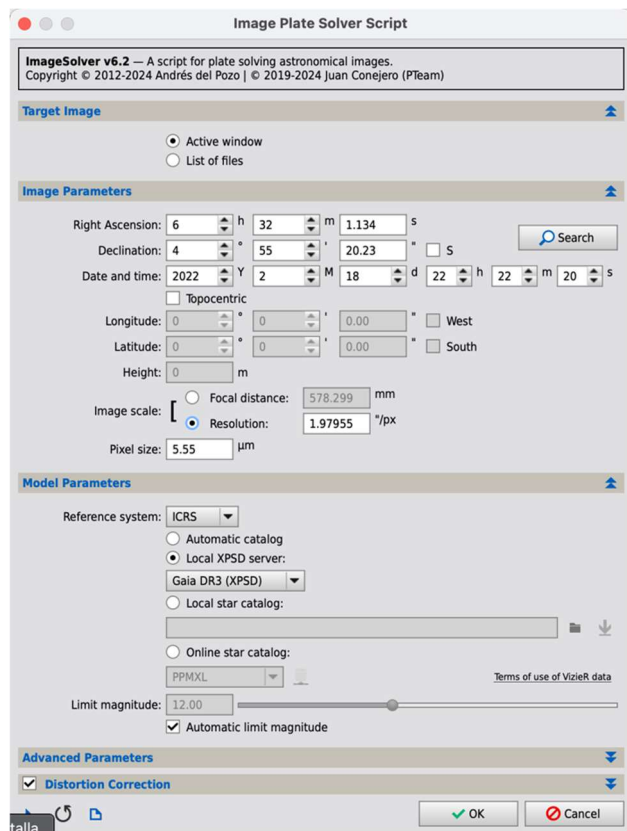 Image Plate Solver Script
ImageSolver v6.2 — A script for plate solving astronomical images.
Copyright © 2012-2024 Andrés del Pozo | © 2019-2024 Juan Conejero (PTeam)
Target Image
Active window
List of files
Image Parameters
Right Ascension: 6 h 32 m 1.134 s
Search
Declination: 4 ° 55 ' 20.23 " S
Date and time: 2022 Y 2 M 18 d 22 h 22 m 20 s
Topocentric
Longitude: 0 ° 0 ' 0.00 " West
Latitude: 0 ° 0 ' 0.00 " South
Height: 0 m
Image scale: [
Focal distance: 578.299 mm
Resolution: 1.97955 "/px
Pixel size: 5.55 µm
Model Parameters
Reference system: ICRS
Automatic catalog
Local XPSD server:
Gaia DR3 (XPSD)
Local star catalog:
Online star catalog:
PPMXL
Terms of use of VizieR data
Limit magnitude: 12.00
Automatic limit magnitude
Advanced Parameters
Distortion Correction
talla
OK Cancel